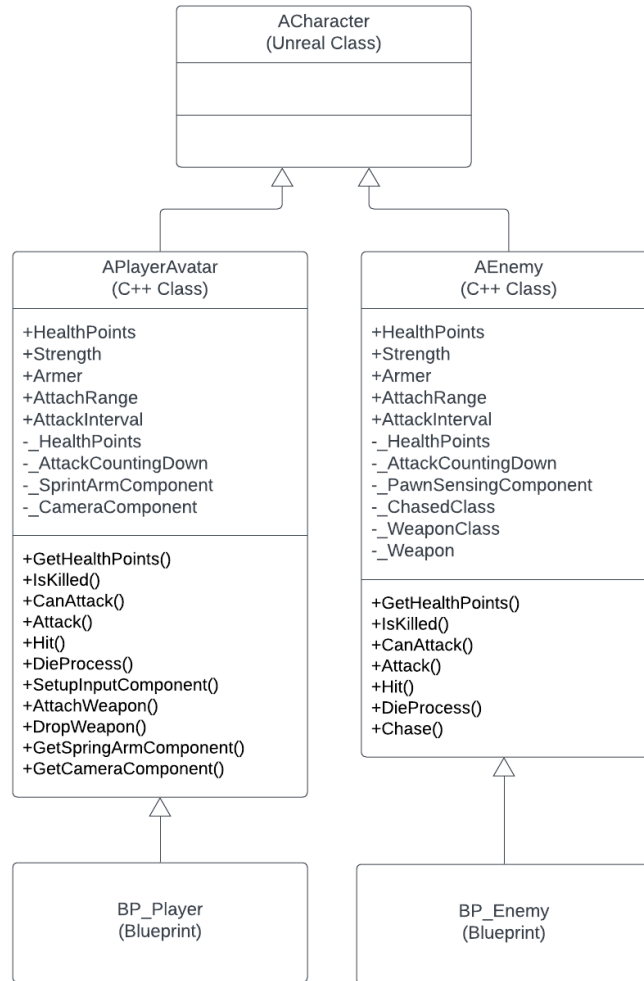 ACharacter
(Unreal Class)
APlayerAvatar
(C++ Class)
+HealthPoints
+Strength
+Armer
+AttachRange
+AttackInterval
-_HealthPoints
-_AttackCountingDown
-_SprintArmComponent
-_CameraComponent
+GetHealthPoints()
+IsKilled()
+CanAttack()
+Attack()
+Hit()
+DieProcess()
+SetupInputComponent()
+AttachWeapon()
+DropWeapon()
+GetSpringArmComponent()
+GetCameraComponent()
BP_Player
(Blueprint)
AEnemy
(C++ Class)
+HealthPoints
+Strength
+Armer
+AttachRange
+AttackInterval
-_HealthPoints
-_AttackCountingDown
-_PawnSensingComponent
-_ChasedClass
-_WeaponClass
-_Weapon
+GetHealthPoints()
+IsKilled()
+CanAttack()
+Attack()
+Hit()
+DieProcess()
+Chase()
BP_Enemy
(Blueprint)